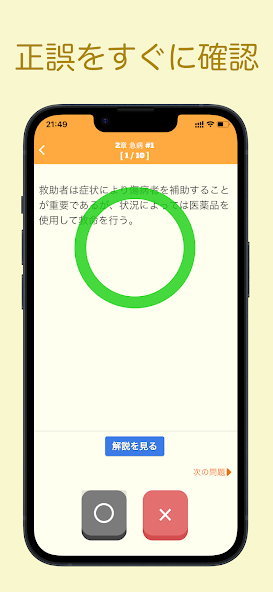 正誤をすぐに確認
21:49
2章 急病 #1
[ 1 / 10 ]
救助者は症状により傷病者を補助すること
が重要であるが、状況によっては医薬品を
使用して救命を行う。
解説を見る
次の問題